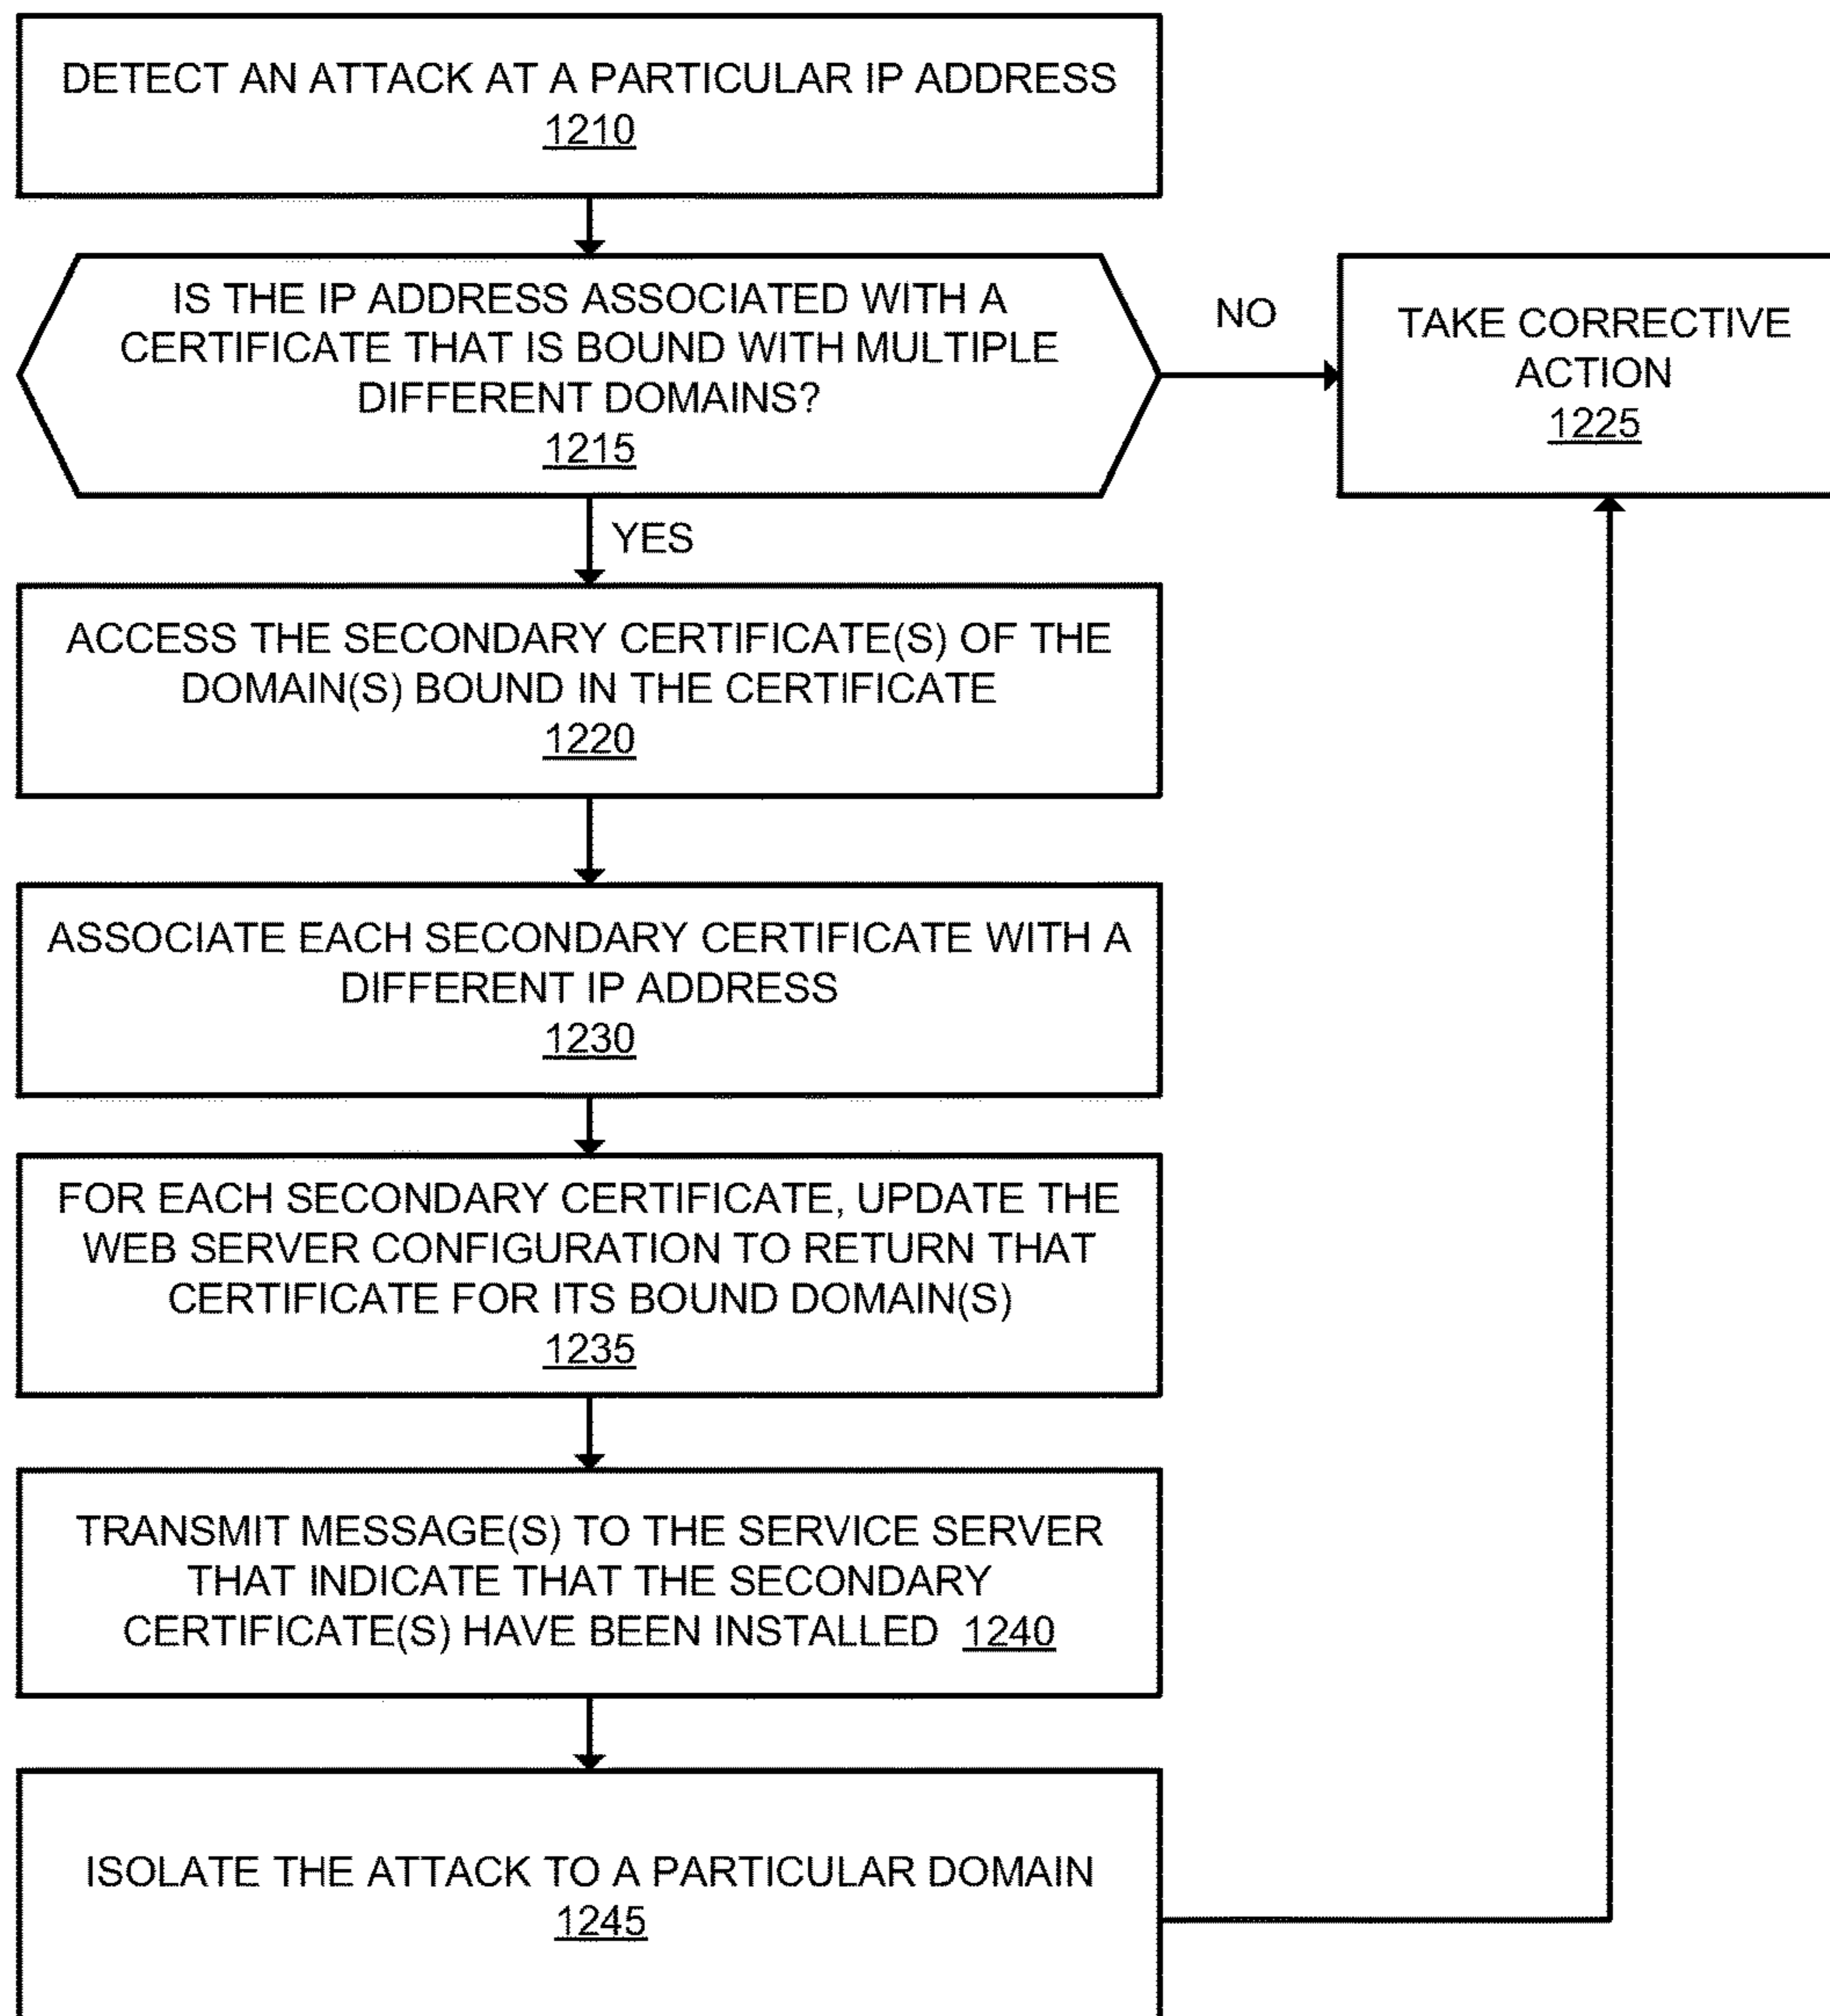 DETECT AN ATTACK AT A PARTICULAR IP ADDRESS
1210
IS THE IP ADDRESS ASSOCIATED WITH A
CERTIFICATE THAT IS BOUND WITH MULTIPLE
DIFFERENT DOMAINS?
1215
NO
TAKE CORRECTIVE
ACTION
1225
YES
ACCESS THE SECONDARY CERTIFICATE(S) OF THE
DOMAIN(S) BOUND IN THE CERTIFICATE
1220
ASSOCIATE EACH SECONDARY CERTIFICATE WITH A
DIFFERENT IP ADDRESS
1230
FOR EACH SECONDARY CERTIFICATE, UPDATE THE
WEB SERVER CONFIGURATION TO RETURN THAT
CERTIFICATE FOR ITS BOUND DOMAIN(S)
1235
TRANSMIT MESSAGE(S) TO THE SERVICE SERVER
THAT INDICATE THAT THE SECONDARY
CERTIFICATE(S) HAVE BEEN INSTALLED 1240
ISOLATE THE ATTACK TO A PARTICULAR DOMAIN
1245